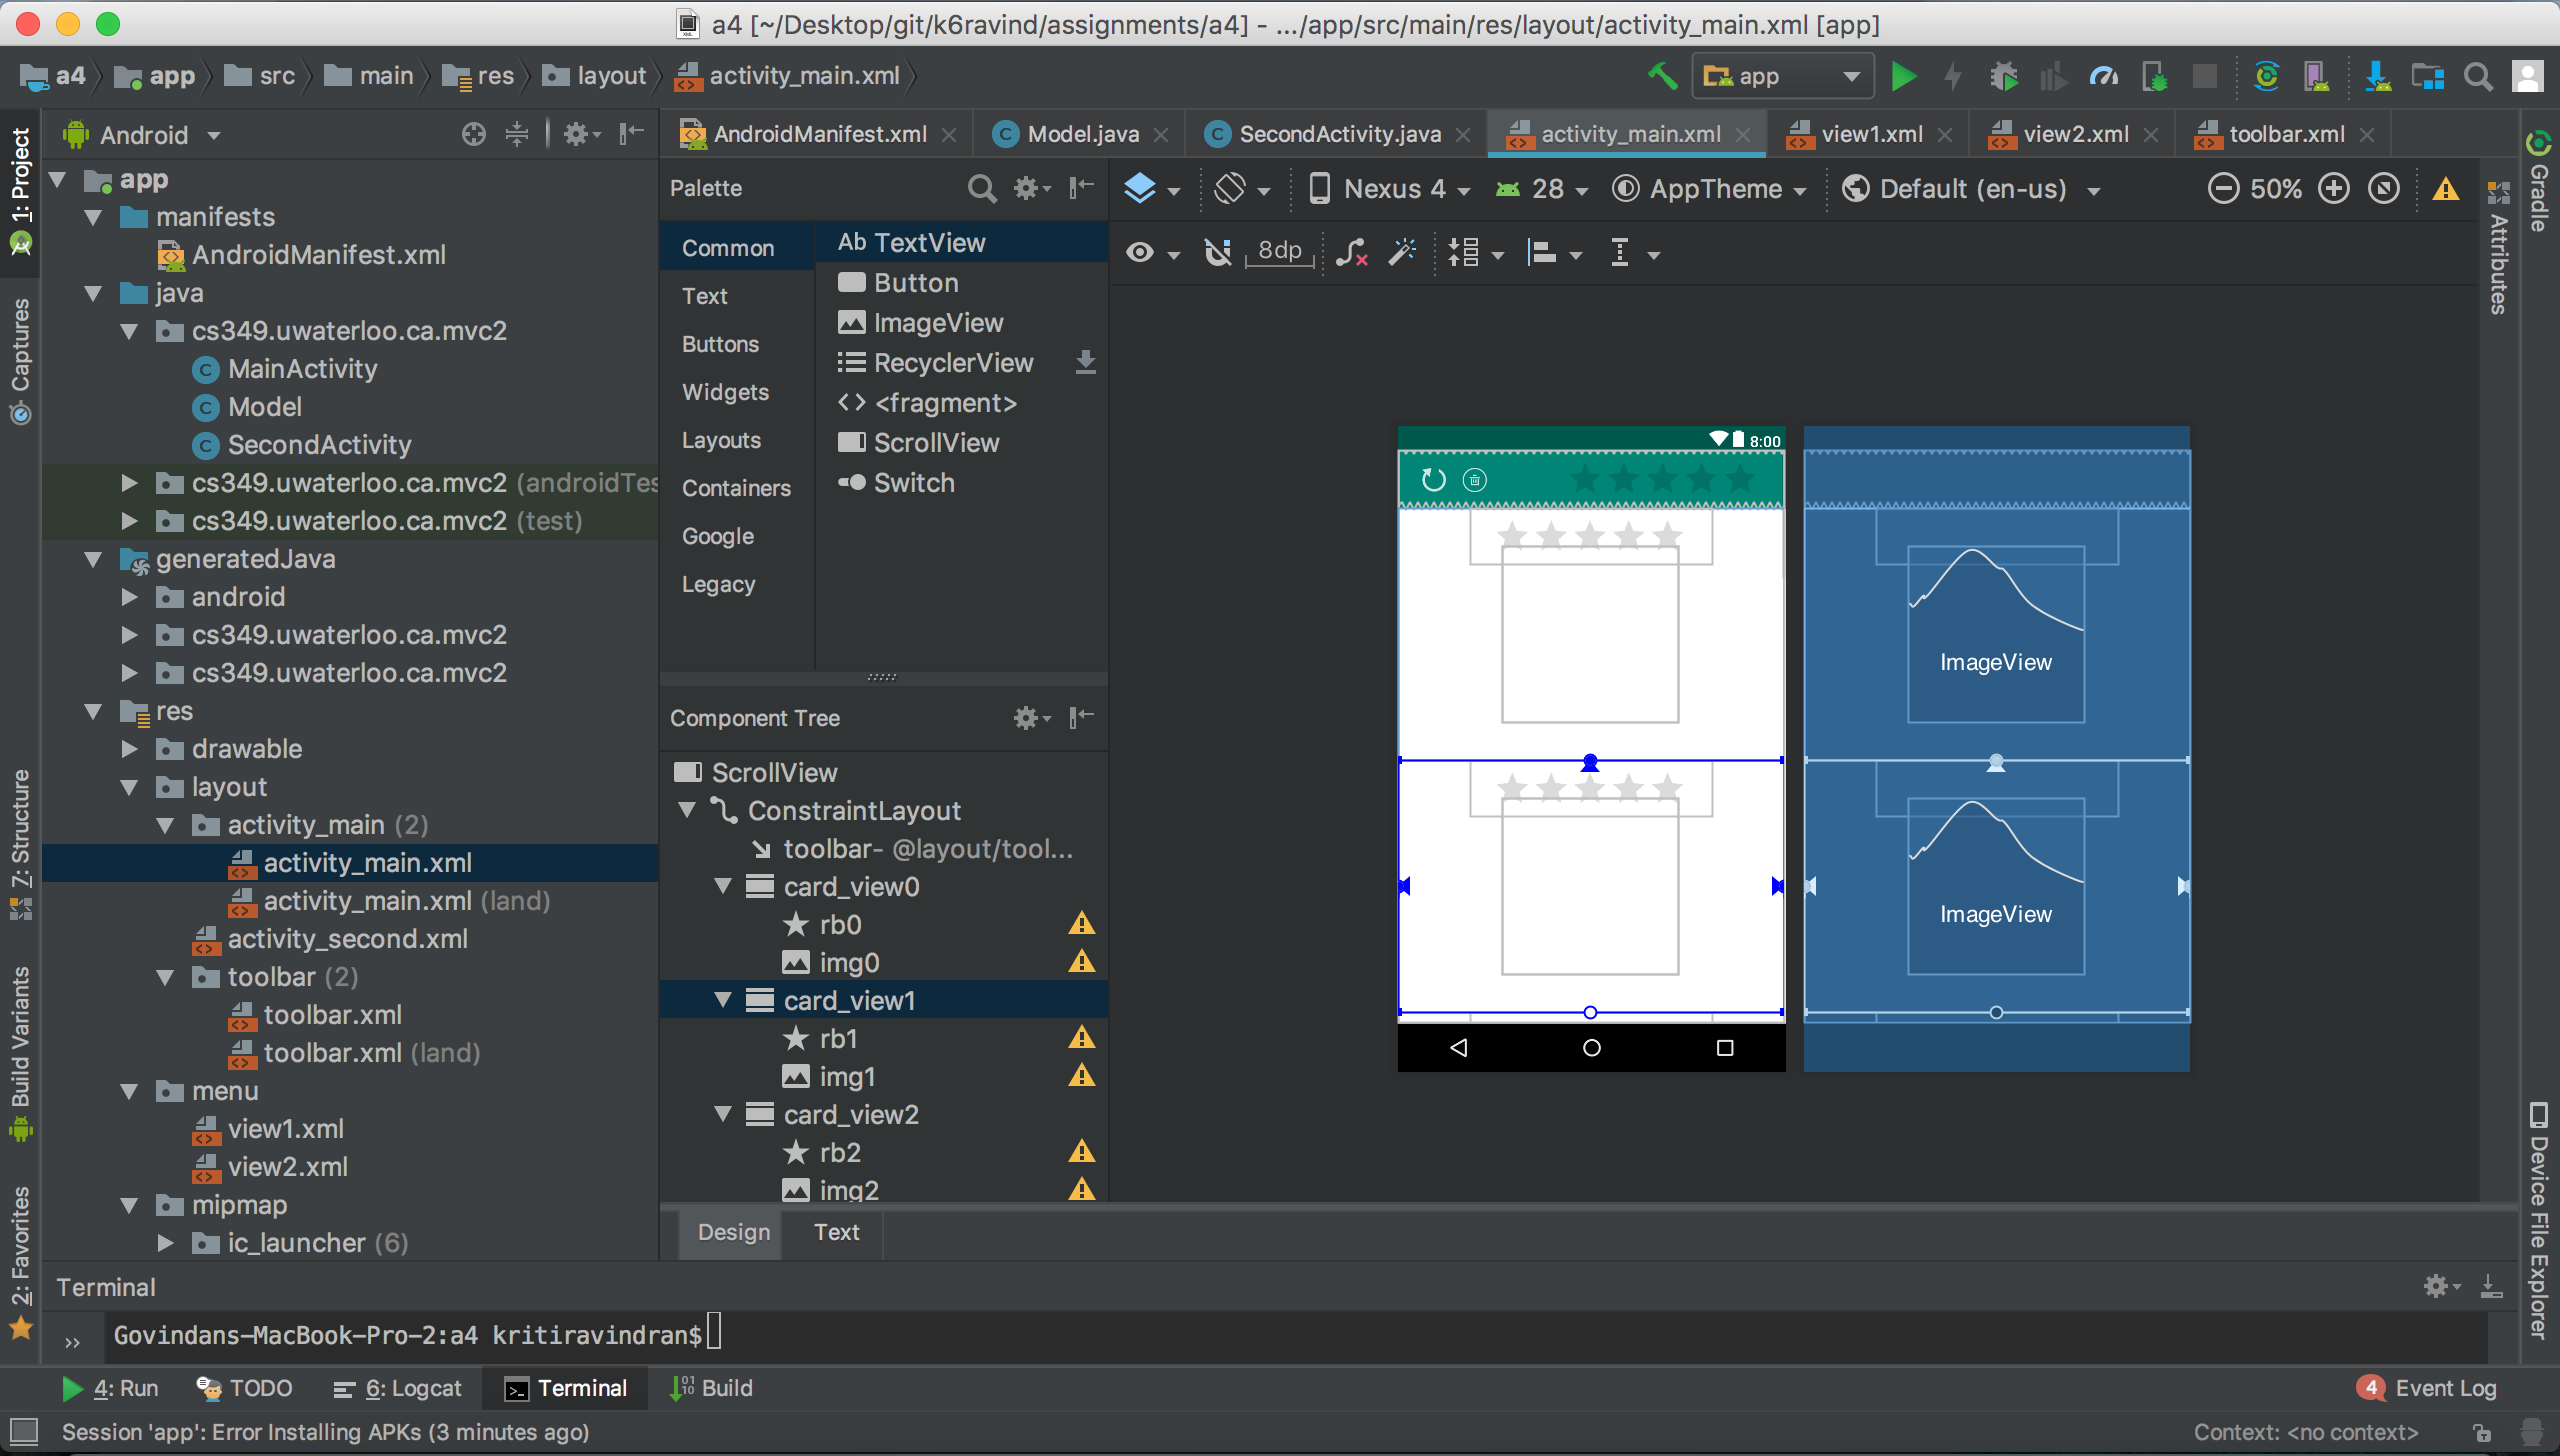 a4 [~/Desktop/git/k6ravind/assignments/a4] - .../app/src/main/res/layout/activity_main.xml [app]
a4 app src main res layout activity_main.xml
app
1: Project
Captures
7: Structure
Build Variants
2: Favorites
Android
app
manifests
AndroidManifest.xml
java
cs349.uwaterloo.ca.mvc2
MainActivity
Model
SecondActivity
cs349.uwaterloo.ca.mvc2 (androidTes
cs349.uwaterloo.ca.mvc2 (test)
generatedJava
android
cs349.uwaterloo.ca.mvc2
cs349.uwaterloo.ca.mvc2
res
drawable
layout
activity_main (2)
activity_main.xml
activity_main.xml (land)
activity_second.xml
toolbar (2)
toolbar.xml
toolbar.xml (land)
menu
view1.xml
view2.xml
mipmap
ic_launcher (6)
AndroidManifest.xml Model.java SecondActivity.java activity_main.xml view1.xml view2.xml toolbar.xml
Palette
Common
Text
Buttons
Widgets
Layouts
Containers
Google
Legacy
Ab TextView
Button
ImageView
RecyclerView
<fragment>
ScrollView
Switch
Component Tree
ScrollView
ConstraintLayout
toolbar- @layout/tool...
card_view0
rb0
img0
card_view1
rb1
img1
card_view2
rb2
img2
Nexus 4 28 AppTheme Default (en-us) 50%
8dp
8:00
ImageView
ImageView
Gradle
Attributes
Device File Explorer
Design Text
Terminal
Govindans-MacBook-Pro-2:a4 kritiravindran$
4: Run TODO 6: Logcat Terminal Build
4 Event Log
Session 'app': Error Installing APKs (3 minutes ago)
Context: <no context>